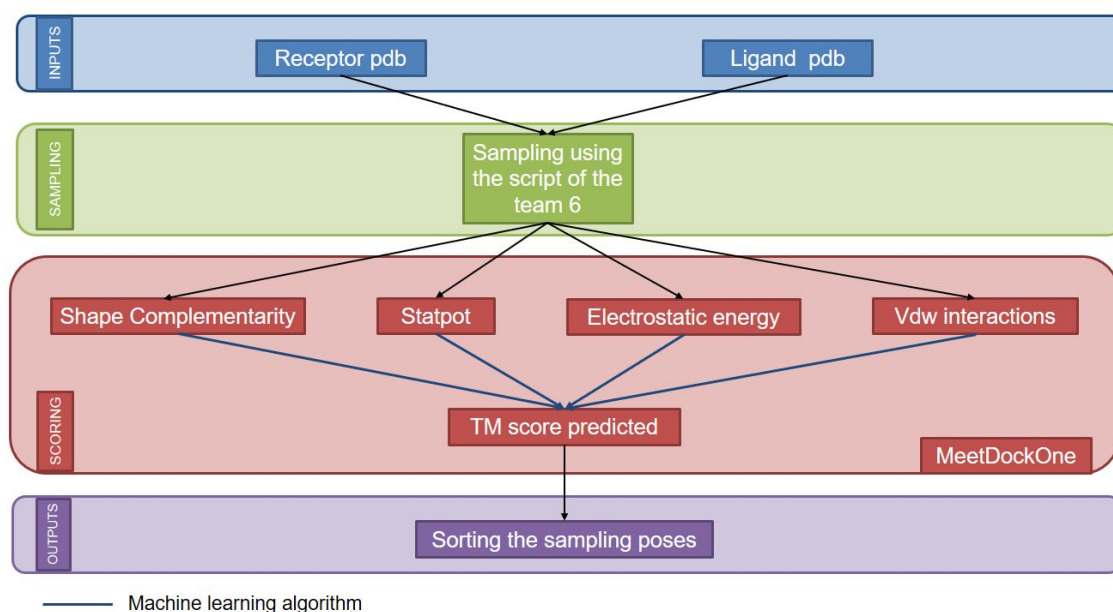 INPUTS
Receptor pdb
Ligand pdb
SAMPLING
Sampling using
the script of the
team 6
Shape Complementarity
Statpot
Electrostatic energy
Vdw interactions
SCORING
TM score predicted
MeetDockOne
OUTPUTS
Sorting the sampling poses
Machine learning algorithm